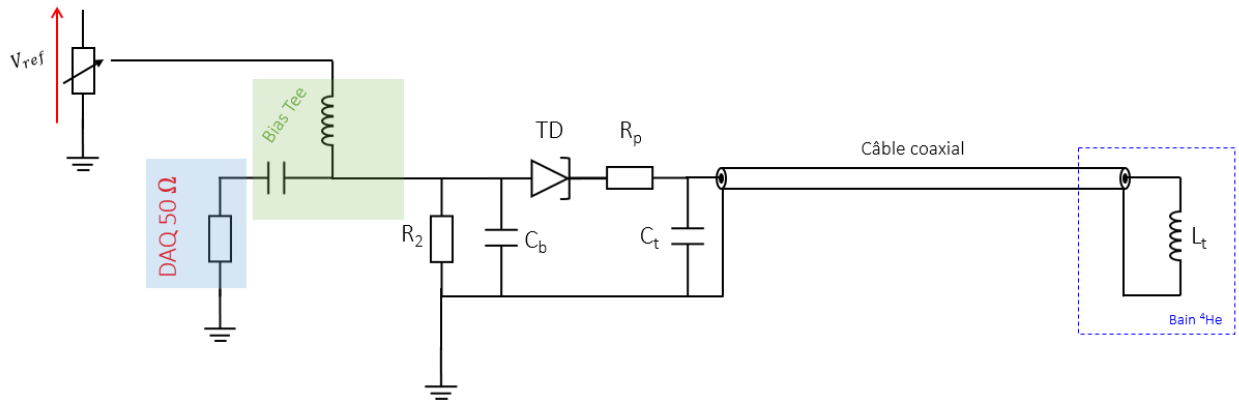 Vref
Bias Tee
TD
Rp
Câble coaxial
DAQ 50 Ω
R2
Cb
Ct
Lt
Bain ⁴He